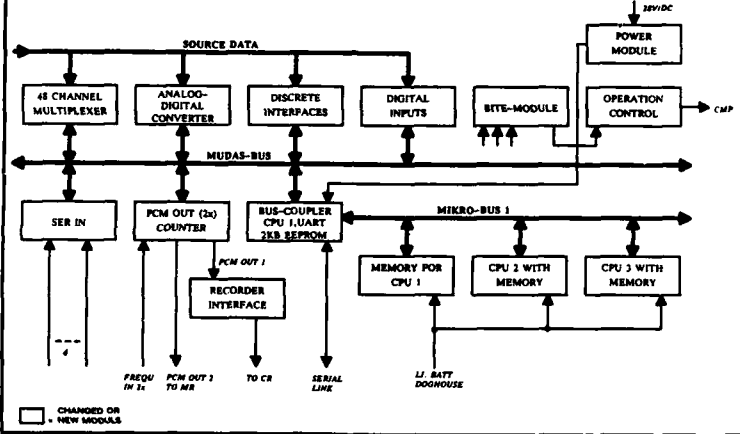 28V/DC
POWER
MODULE
SOURCE DATA
48 CHANNEL
MULTIPLEXER
ANALOG-
DIGITAL
CONVERTER
DISCRETE
INTERFACES
DIGITAL
INPUTS
BITE-MODULE
OPERATION
CONTROL
CMP
MUDAS-BUS
SER IN
PCM OUT (2x)
COUNTER
BUS-COUPLER
CPU 1,UART
2KB EEPROM
MIKRO-BUS 1
PCM OUT 1
RECORDER
INTERFACE
MEMORY FOR
CPU 1
CPU 2 WITH
MEMORY
CPU 3 WITH
MEMORY
4
FREQU
IN 2x
PCM OUT 2
TO MR
TO CR
SERIAL
LINK
LI. BATT
DOGHOUSE
= CHANGED OR
NEW MODULS